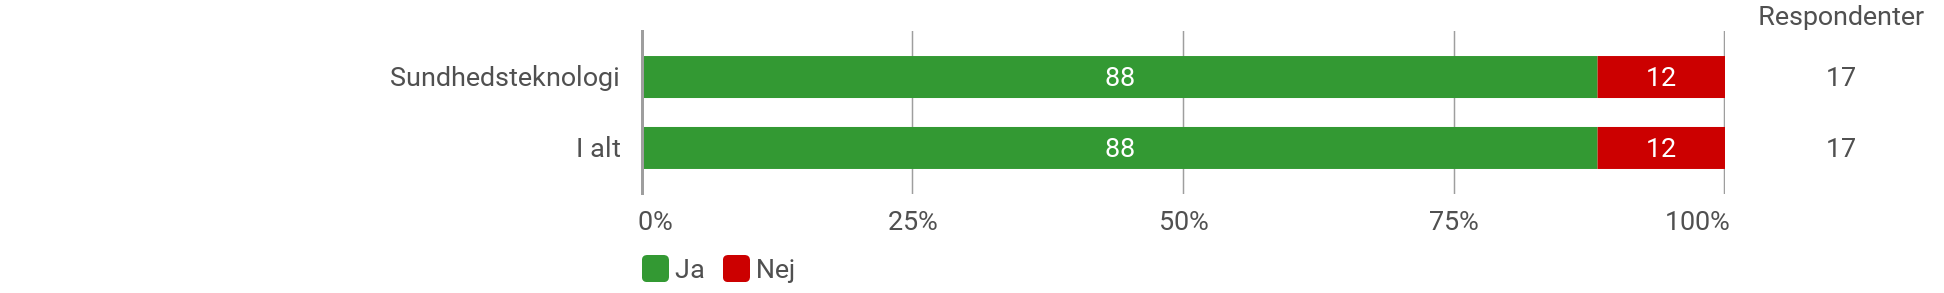 Respondenter
Sundhedsteknologi 88 12 17
I alt 88 12 17
0% 25% 50% 75% 100%
Ja Nej